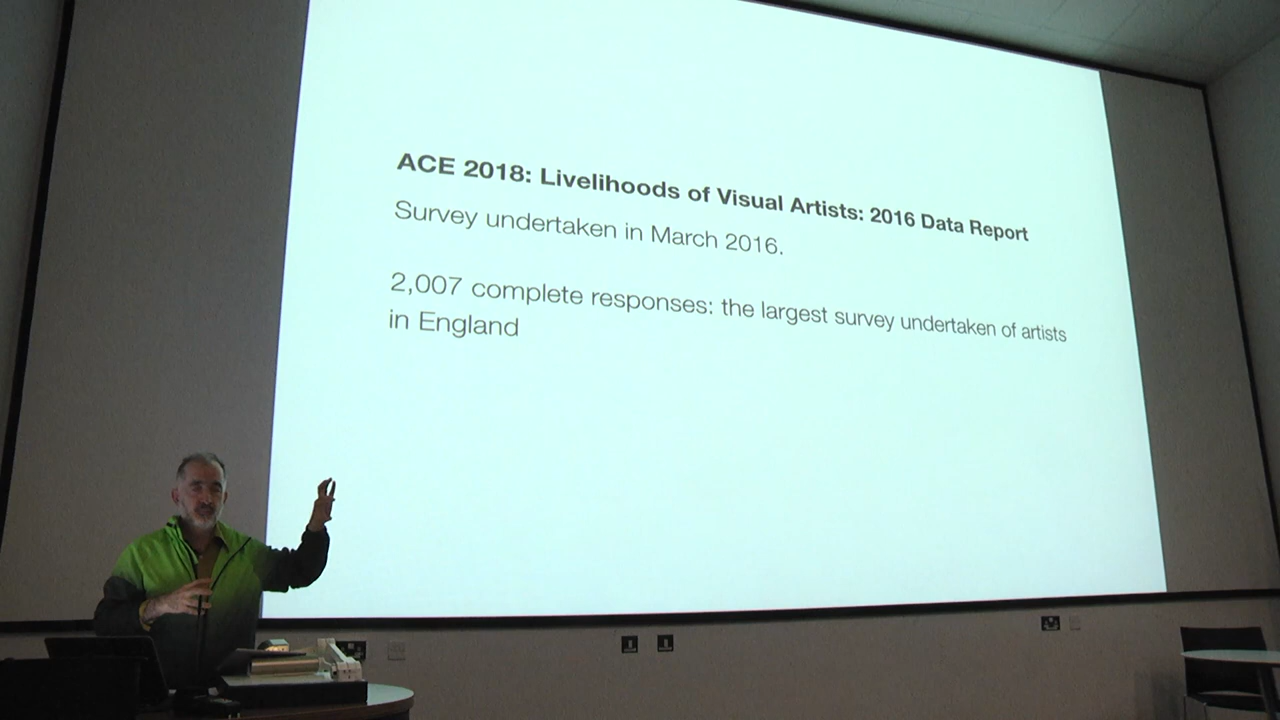 ACE 2018: Livelihoods of Visual Artists: 2016 Data Report
Survey undertaken in March 2016.
2,007 complete responses: the largest survey undertaken of artists
in England